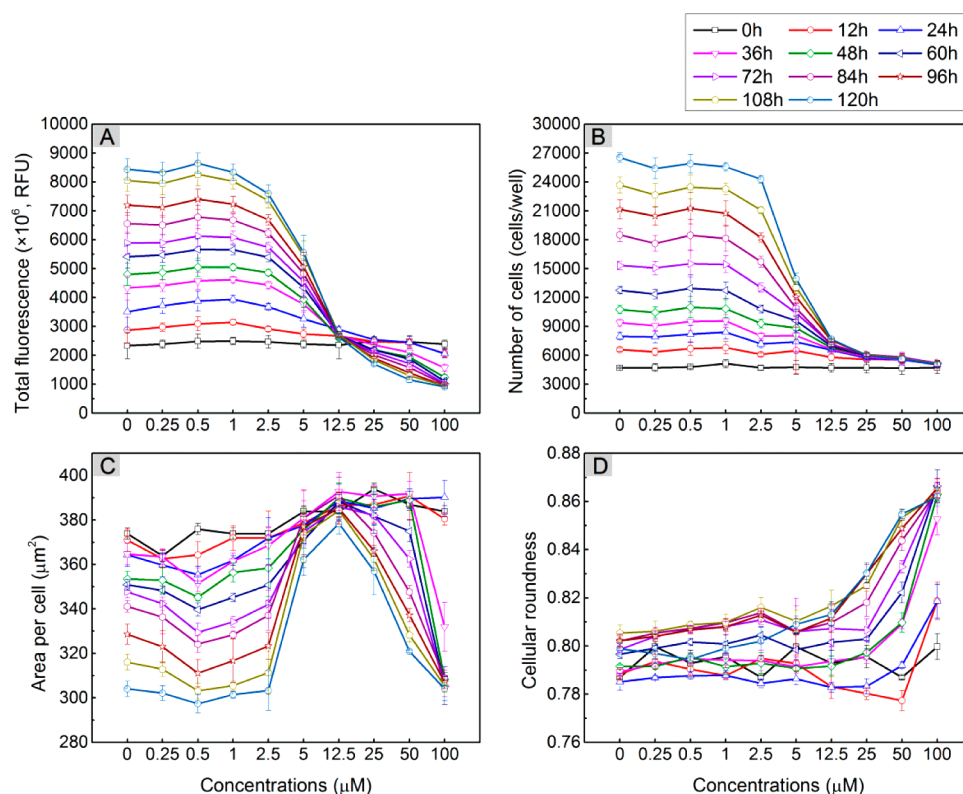 0h 12h 24h
36h 48h 60h
72h 84h 96h
108h 120h
A
Total fluorescence (×10⁶, RFU)
10000
9000
8000
7000
6000
5000
4000
3000
2000
1000
0
0 0.25 0.5 1 2.5 5 12.5 25 50 100
B
Number of cells (cells/well)
30000
27000
24000
21000
18000
15000
12000
9000
6000
3000
0
0 0.25 0.5 1 2.5 5 12.5 25 50 100
C
Area per cell (μm²)
400
380
360
340
320
300
280
0 0.25 0.5 1 2.5 5 12.5 25 50 100
Concentrations (μM)
D
Cellular roundness
0.88
0.86
0.84
0.82
0.80
0.78
0.76
0 0.25 0.5 1 2.5 5 12.5 25 50 100
Concentrations (μM)